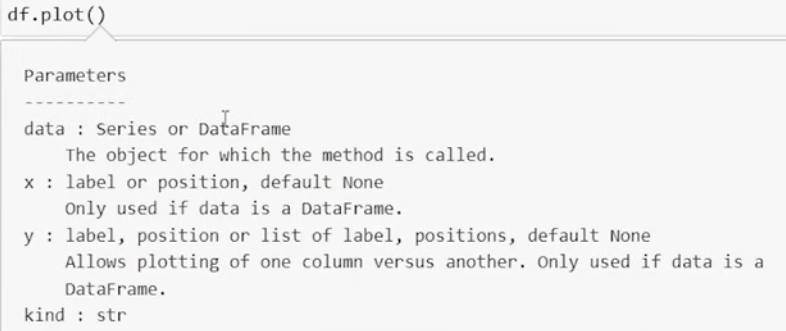 df.plot()
Parameters
----------
data : Series or DataFrame
The object for which the method is called.
x : label or position, default None
Only used if data is a DataFrame.
y : label, position or list of label, positions, default None
Allows plotting of one column versus another. Only used if data is a
DataFrame.
kind : str